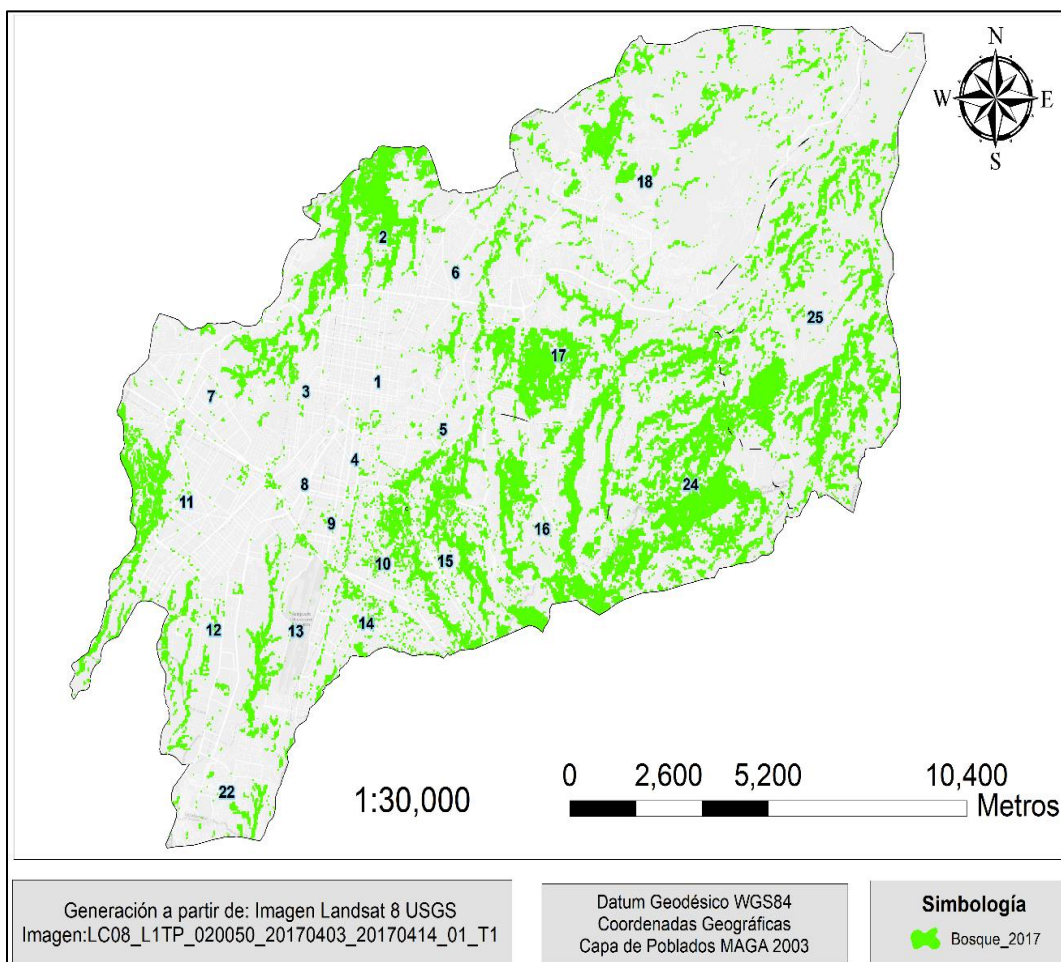 N
W E
S
18
2
6
25
17
1
7
3
5
4
24
8
11
9
16
15
10
14
12
13
22
1:30,000
0 2,600 5,200 10,400
Metros
Generación a partir de: Imagen Landsat 8 USGS
Imagen:LC08_L1TP_020050_20170403_20170414_01_T1
Datum Geodésico WGS84
Coordenadas Geográficas
Capa de Poblados MAGA 2003
Simbología
Bosque_2017